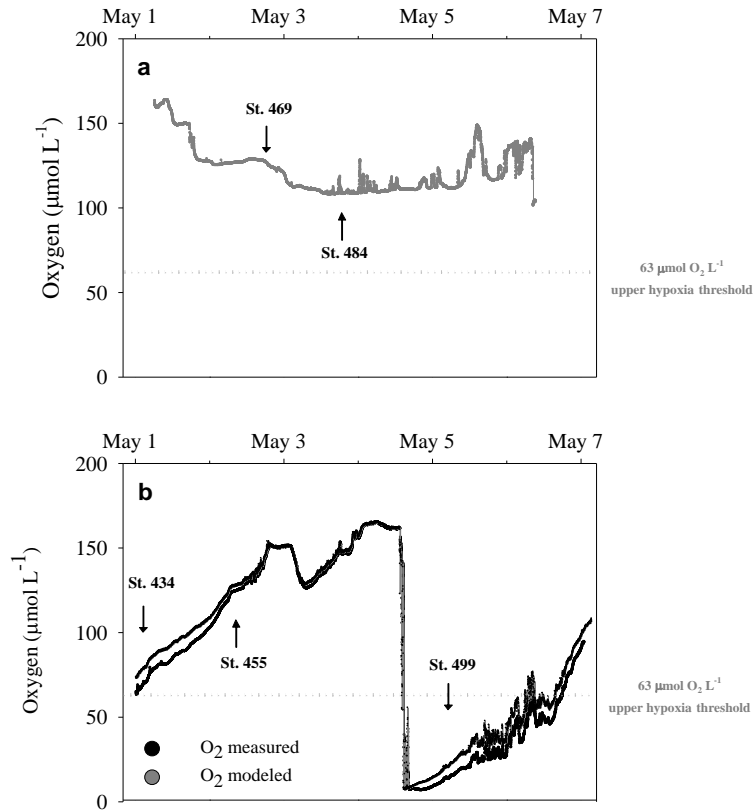 May 1 May 3 May 5 May 7
200
a
St. 469
150
Oxygen (μmol L⁻¹)
100
St. 484
63 μmol O₂ L⁻¹
upper hypoxia threshold
50
0
May 1 May 3 May 5 May 7
200
b
150
St. 434
Oxygen (μmol L⁻¹)
100
St. 455
St. 499
63 μmol O₂ L⁻¹
upper hypoxia threshold
50
O₂ measured
O₂ modeled
0